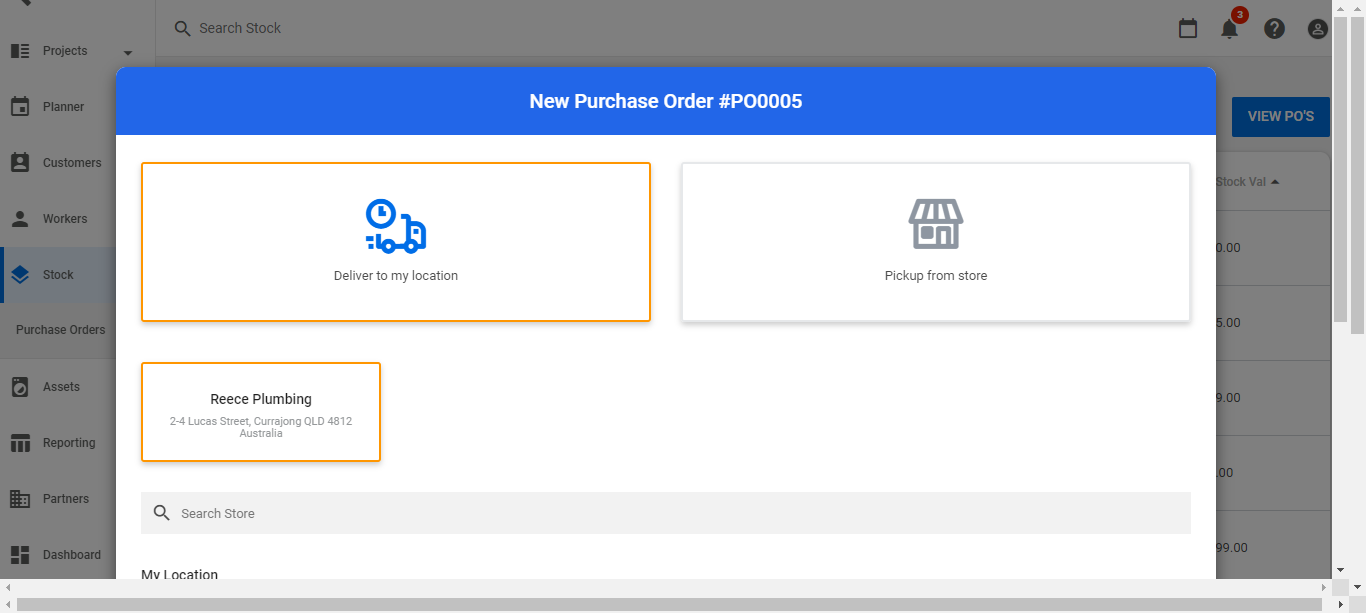 Search Stock
3
Projects
Planner
Customers
Workers
Stock
Purchase Orders
Assets
Reporting
Partners
Dashboard
New Purchase Order #PO0005
VIEW PO'S
Deliver to my location
Pickup from store
Stock Val
0.00
5.00
9.00
.00
99.00
Reece Plumbing
2-4 Lucas Street, Currajong QLD 4812
Australia
Search Store
My Location